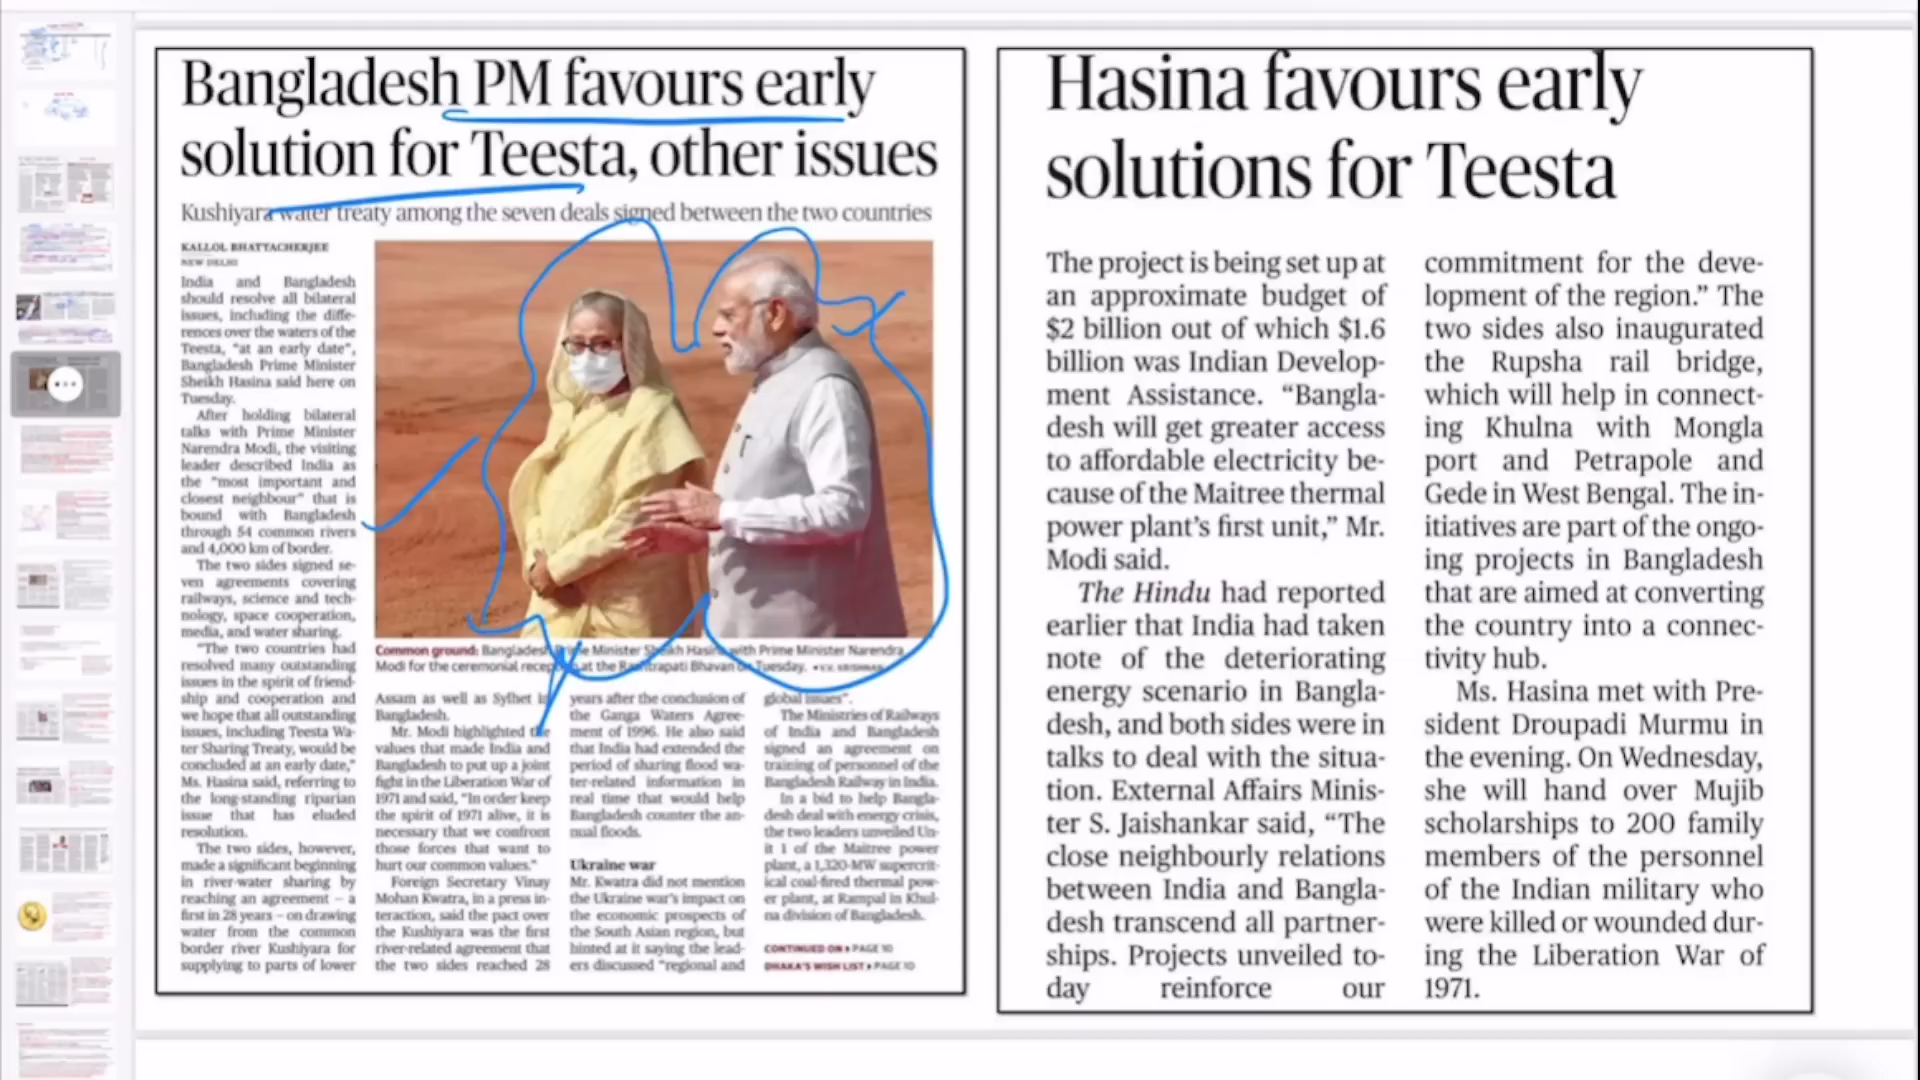 Bangladesh PM favours early
solution for Teesta, other issues
Kushiyara water treaty among the seven deals signed between the two countries
KALLOL BHATTACHERJEE
NEW DELHI
India and Bangladesh
should resolve all bilateral
issues, including the diffe-
rences over the waters of the
Teesta, "at an early date",
Bangladesh Prime Minister
Sheikh Hasina said here on
Tuesday.
After holding bilateral
talks with Prime Minister
Narendra Modi, the visiting
leader described India as
the "most important and
closest neighbour" that is
bound with Bangladesh
through 54 common rivers
and 4,000 km of border.
The two sides signed se-
ven agreements covering
railways, science and tech-
nology, space cooperation,
media, and water sharing.
"The two countries had
resolved many outstanding
issues in the spirit of friend-
ship and cooperation and
we hope that all outstanding
issues, including Teesta Wa-
ter Sharing Treaty, would be
concluded at an early date,"
Ms. Hasina said, referring to
the long-standing riparian
issue that has eluded
resolution.
The two sides, however,
made a significant beginning
in river-water sharing by
reaching an agreement – a
first in 28 years – on drawing
water from the common
border river Kushiyara for
supplying to parts of lower
Common ground: Bangladesh Prime Minister Sheikh Hasina with Prime Minister Narendra
Modi for the ceremonial reception at the Rashtrapati Bhavan on Tuesday. • V.V. KRISHNAN
Assam as well as Sylhet in
Bangladesh.
Mr. Modi highlighted the
values that made India and
Bangladesh to put up a joint
fight in the Liberation War of
1971 and said, "In order keep
the spirit of 1971 alive, it is
necessary that we confront
those forces that want to
hurt our common values."
Foreign Secretary Vinay
Mohan Kwatra, in a press in-
teraction, said the pact over
the Kushiyara was the first
river-related agreement that
the two sides reached 28
years after the conclusion of
the Ganga Waters Agree-
ment of 1996. He also said
that India had extended the
period of sharing flood wa-
ter-related information in
real time that would help
Bangladesh counter the an-
nual floods.
Ukraine war
Mr. Kwatra did not mention
the Ukraine war's impact on
the economic prospects of
the South Asian region, but
hinted at it saying the lead-
ers discussed "regional and
global issues".
The Ministries of Railways
of India and Bangladesh
signed an agreement on
training of personnel of the
Bangladesh Railway in India.
In a bid to help Bangla-
desh deal with energy crisis,
the two leaders unveiled Un-
it 1 of the Maitree power
plant, a 1,320-MW supercrit-
ical coal-fired thermal pow-
er plant, at Rampal in Khul-
na division of Bangladesh.
CONTINUED ON ▸ PAGE 10
DHAKA'S WISH LIST ▸ PAGE 10
Hasina favours early
solutions for Teesta
The project is being set up at
an approximate budget of
$2 billion out of which $1.6
billion was Indian Develop-
ment Assistance. "Bangla-
desh will get greater access
to affordable electricity be-
cause of the Maitree thermal
power plant's first unit," Mr.
Modi said.
The Hindu had reported
earlier that India had taken
note of the deteriorating
energy scenario in Bangla-
desh, and both sides were in
talks to deal with the situa-
tion. External Affairs Minis-
ter S. Jaishankar said, "The
close neighbourly relations
between India and Bangla-
desh transcend all partner-
ships. Projects unveiled to-
day reinforce our
commitment for the deve-
lopment of the region." The
two sides also inaugurated
the Rupsha rail bridge,
which will help in connect-
ing Khulna with Mongla
port and Petrapole and
Gede in West Bengal. The in-
itiatives are part of the ongo-
ing projects in Bangladesh
that are aimed at converting
the country into a connec-
tivity hub.
Ms. Hasina met with Pre-
sident Droupadi Murmu in
the evening. On Wednesday,
she will hand over Mujib
scholarships to 200 family
members of the personnel
of the Indian military who
were killed or wounded dur-
ing the Liberation War of
1971.